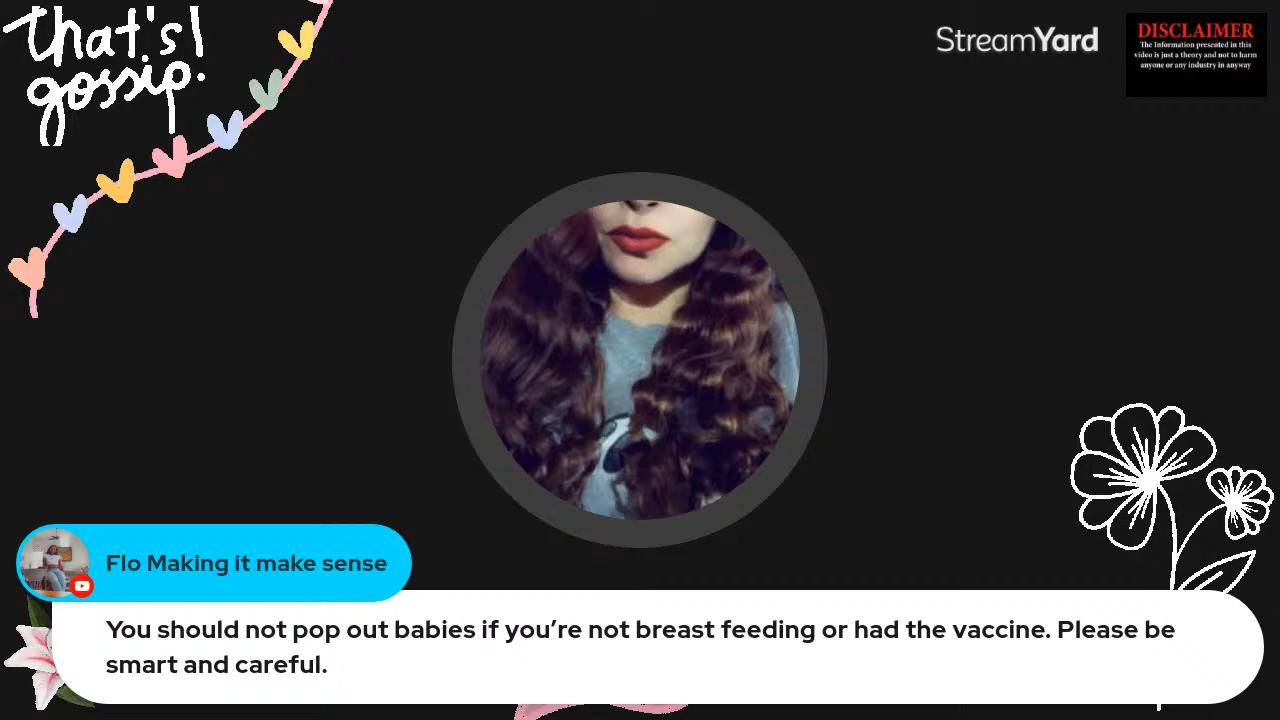 that's!
gossip.
StreamYard
DISCLAIMER
The Information presented in this
video is just a theory and not to harm
anyone or any industry in anyway
Flo Making it make sense
You should not pop out babies if you’re not breast feeding or had the vaccine. Please be
smart and careful.